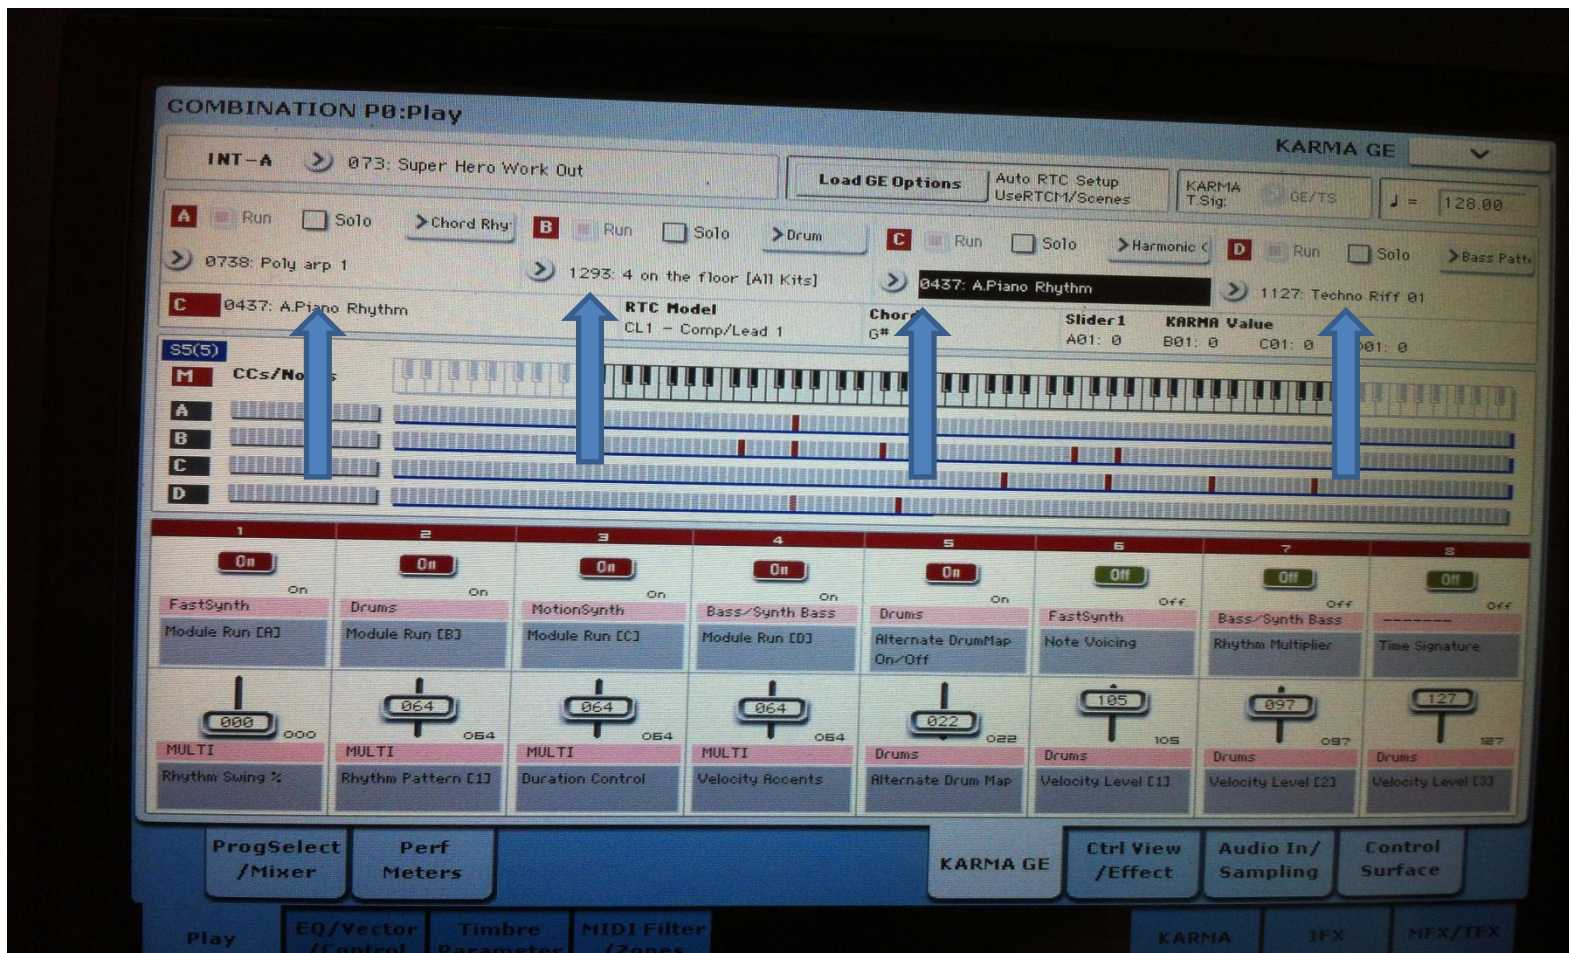 COMBINATION P0:Play
KARMA GE
INT-A 073: Super Hero Work Out
Load GE Options
Auto RTC Setup
UseRTCM/Scenes
KARMA
T.Sig: GE/TS
♩ = 128.00
A Run Solo Chord Rhy
B Run Solo Drum
C Run Solo Harmonic
D Run Solo Bass Patt
0738: Poly arp 1
1293: 4 on the floor [All Kits]
0437: A.Piano Rhythm
1127: Techno Riff 01
C 0437: A.Piano Rhythm
RTC Model
CL1 - Comp/Lead 1
G#
Slider1
A01: 0
KARMA Value
B01: 0 C01: 0 01: 0
S5(5)
M CCs/No s
A
B
C
D
1 2 3 4 5 6 7 8
On On On On On Off Off Off
On On On On On Off Off Off
FastSynth Drums MotionSynth Bass/Synth Bass Drums FastSynth Bass/Synth Bass -------
Module Run [A] Module Run [B] Module Run [C] Module Run [D] Alternate DrumMap Note Voicing Rhythm Multiplier Time Signature
On/Off
000 064 064 064 022 105 097 127
000 064 064 064 022 105 097 127
MULTI MULTI MULTI MULTI Drums Drums Drums Drums
Rhythm Swing % Rhythm Pattern [1] Duration Control Velocity Accents Alternate Drum Map Velocity Level [1] Velocity Level [2] Velocity Level [3]
ProgSelect
/Mixer
Perf
Meters
KARMA GE
Ctrl View
/Effect
Audio In/
Sampling
Control
Surface
Play
EQ/Vector
/Control
Timbre
Parameter
MIDI Filter
/Zones
KARMA
IFX
MFX/TFX